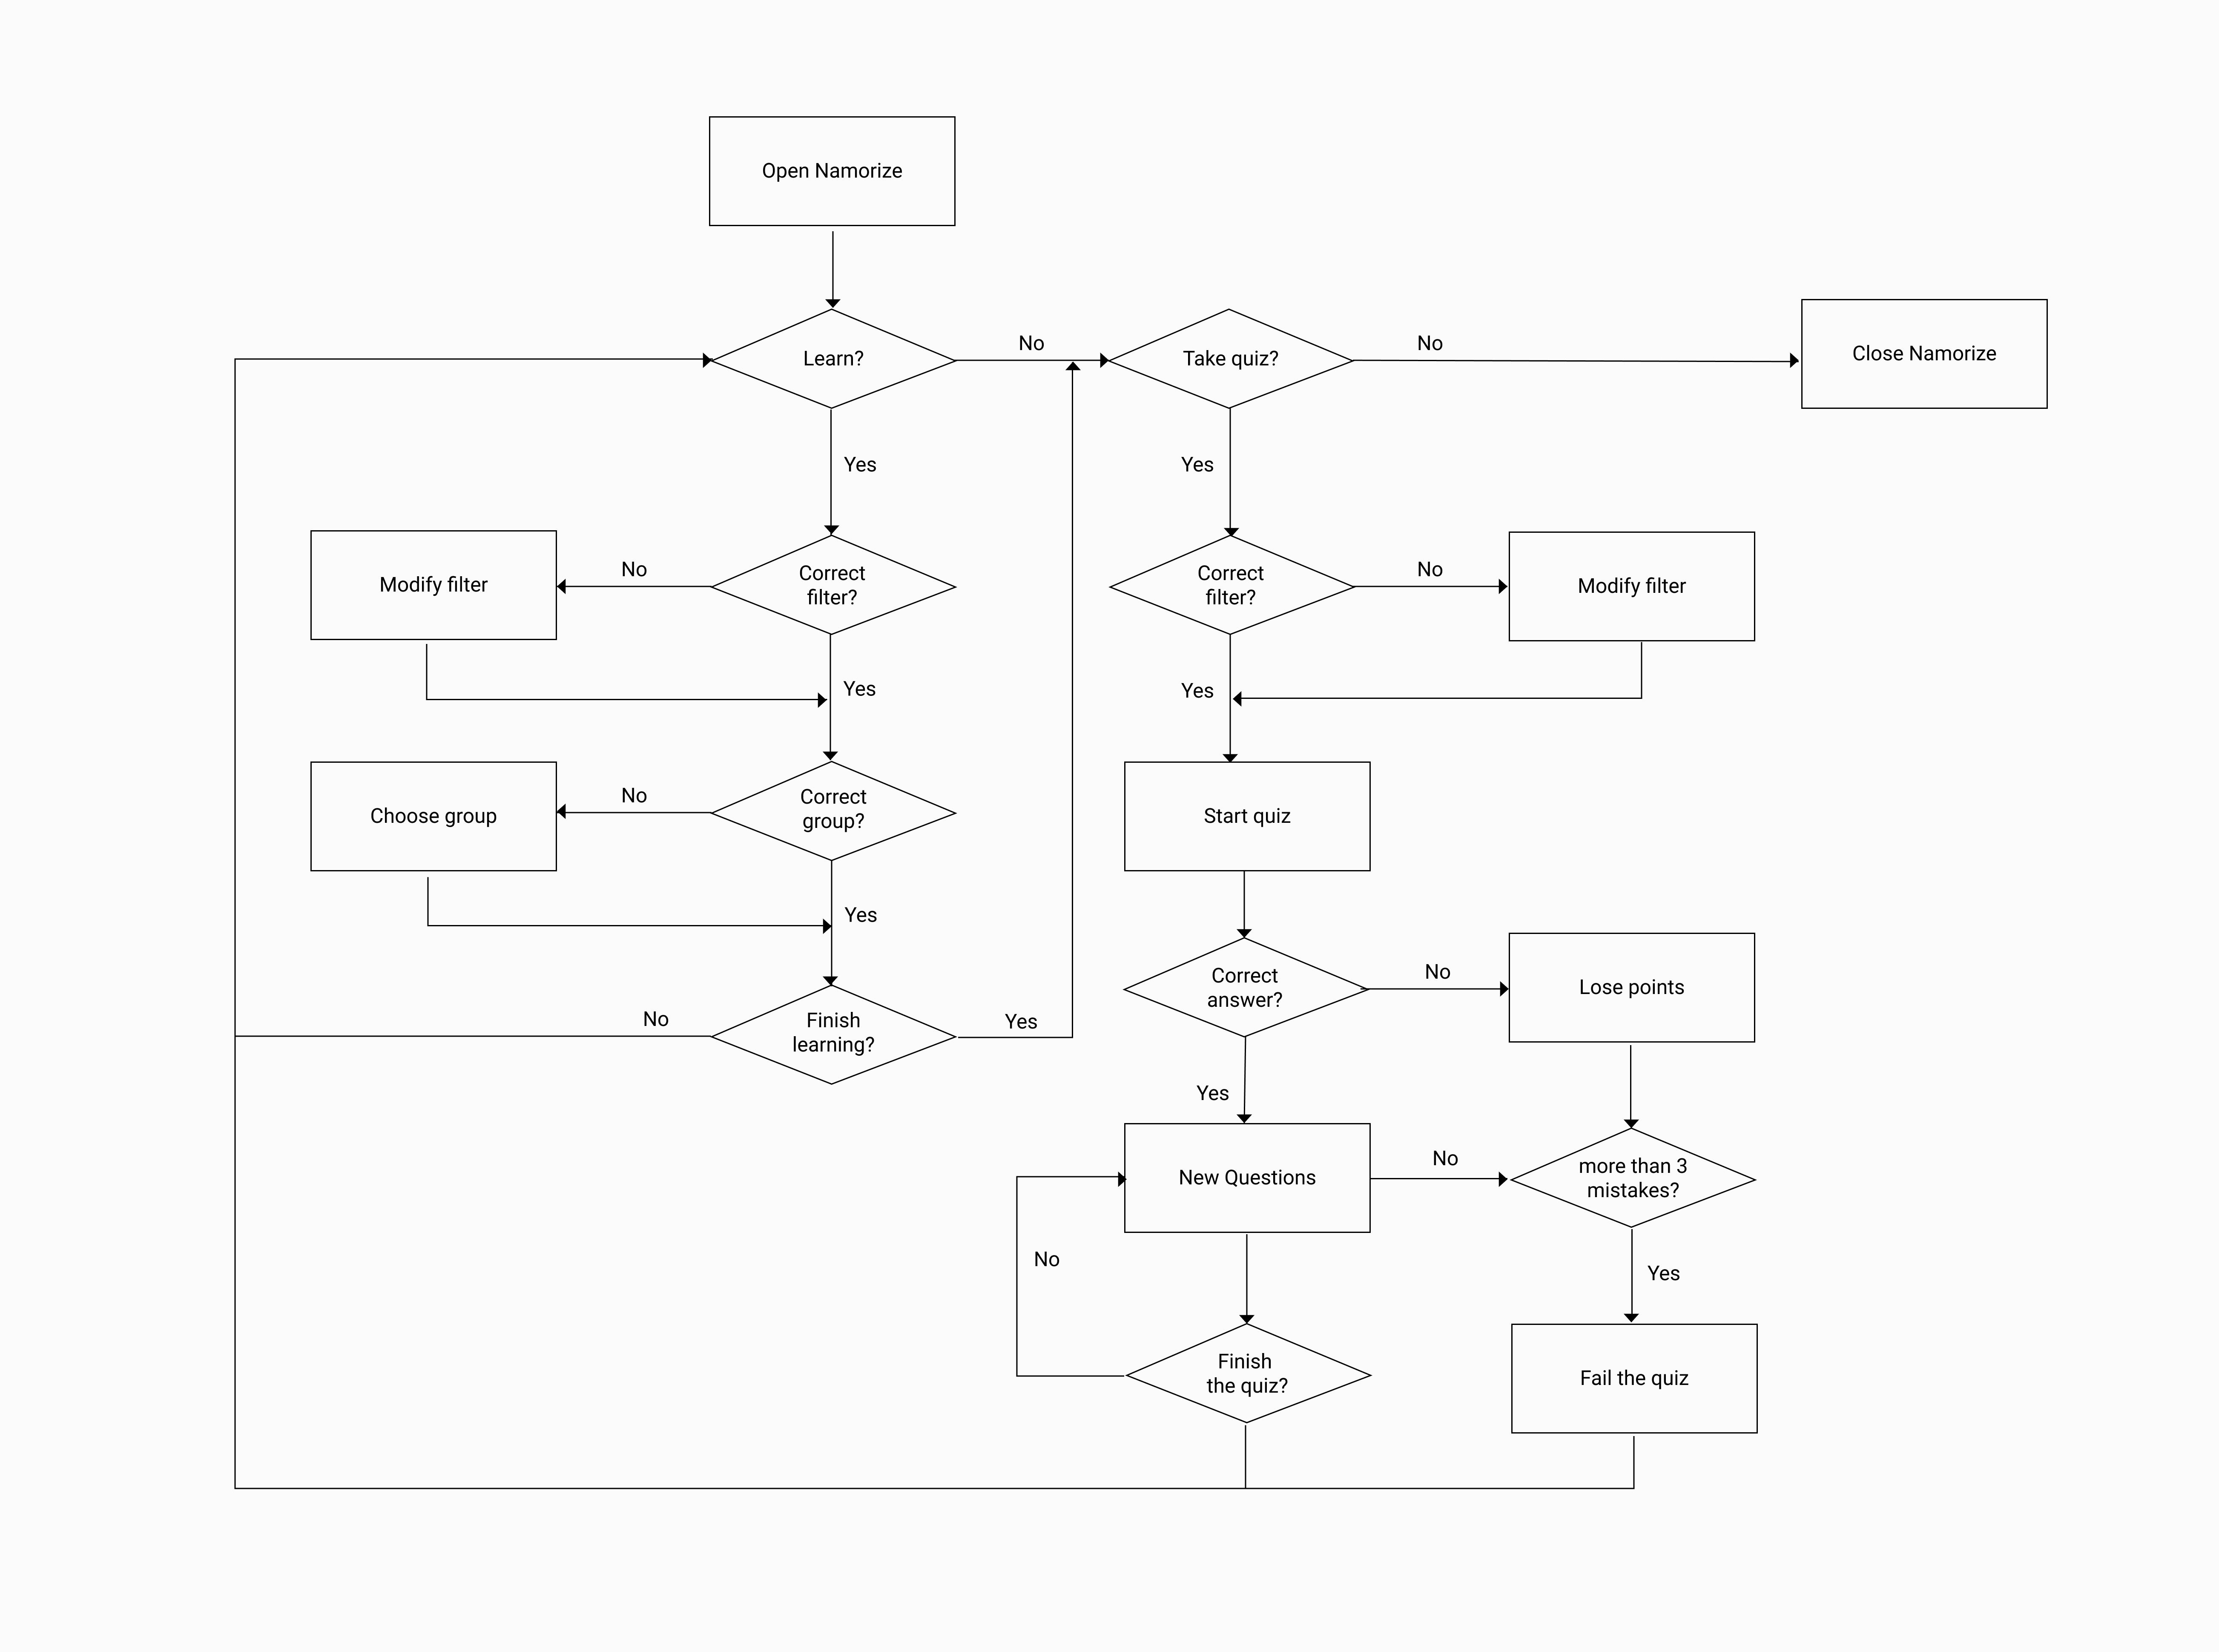 Open Namorize
Learn?
No
Take quiz?
No
Close Namorize
Yes
Yes
Modify filter
No
Correct
filter?
Correct
filter?
No
Modify filter
Yes
Yes
Choose group
No
Correct
group?
Start quiz
Yes
No
Finish
learning?
Yes
Correct
answer?
No
Lose points
Yes
New Questions
No
more than 3
mistakes?
No
Yes
Finish
the quiz?
Fail the quiz